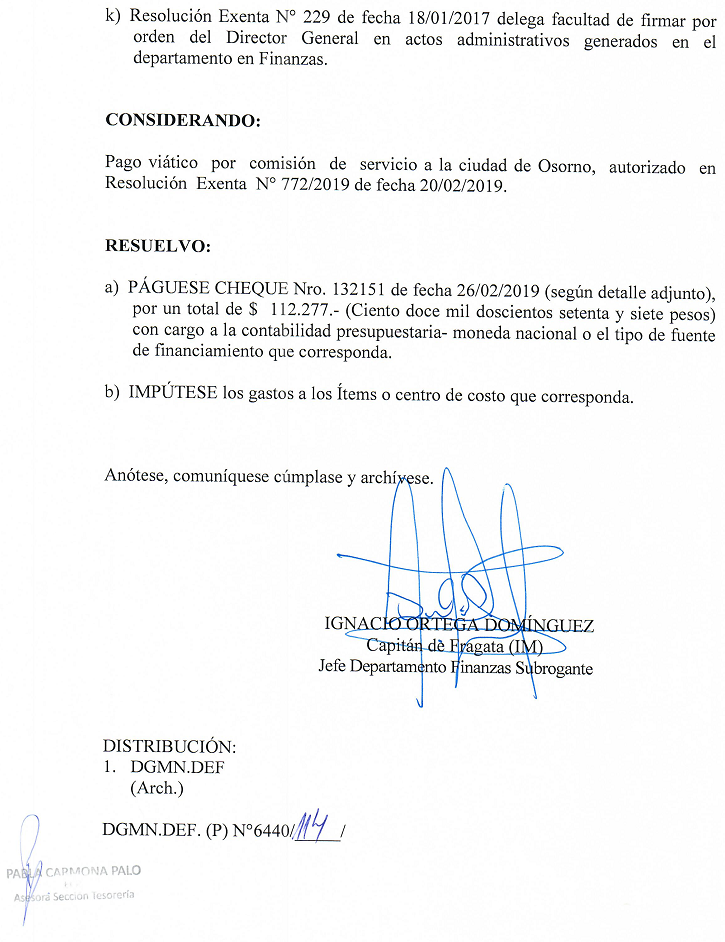 k) Resolución Exenta N° 229 de fecha 18/01/2017 delega facultad de firmar por
orden del Director General en actos administrativos generados en el
departamento en Finanzas.
CONSIDERANDO:
Pago viático por comisión de servicio a la ciudad de Osorno, autorizado en
Resolución Exenta N° 772/2019 de fecha 20/02/2019.
RESUELVO:
a) PÁGUESE CHEQUE Nro. 132151 de fecha 26/02/2019 (según detalle adjunto),
por un total de $ 112.277.- (Ciento doce mil doscientos setenta y siete pesos)
con cargo a la contabilidad presupuestaria- moneda nacional o el tipo de fuente
de financiamiento que corresponda.
b) IMPÚTESE los gastos a los Ítems o centro de costo que corresponda.
Anótese, comuníquese cúmplase y archívese.
IGNACIO ORTEGA DOMÍNGUEZ
Capitán de Fragata (IM)
Jefe Departamento Finanzas Subrogante
DISTRIBUCIÓN:
1. DGMN.DEF
(Arch.)
DGMN.DEF. (P) N°6440/114/
PABLA CARMONA PALO
Asesora Sección Tesorería